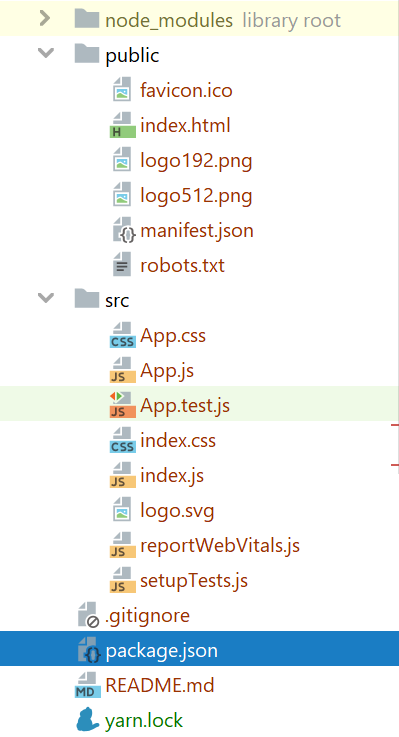 node_modules library root
public
favicon.ico
index.html
logo192.png
logo512.png
manifest.json
robots.txt
src
App.css
App.js
App.test.js
index.css
index.js
logo.svg
reportWebVitals.js
setupTests.js
.gitignore
package.json
README.md
yarn.lock